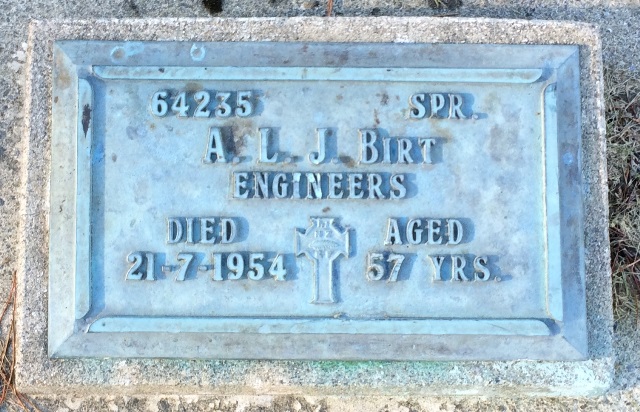 64235 SPR.
A. L. J. BIRT
ENGINEERS
DIED AGED
21-7-1954 57 YRS.